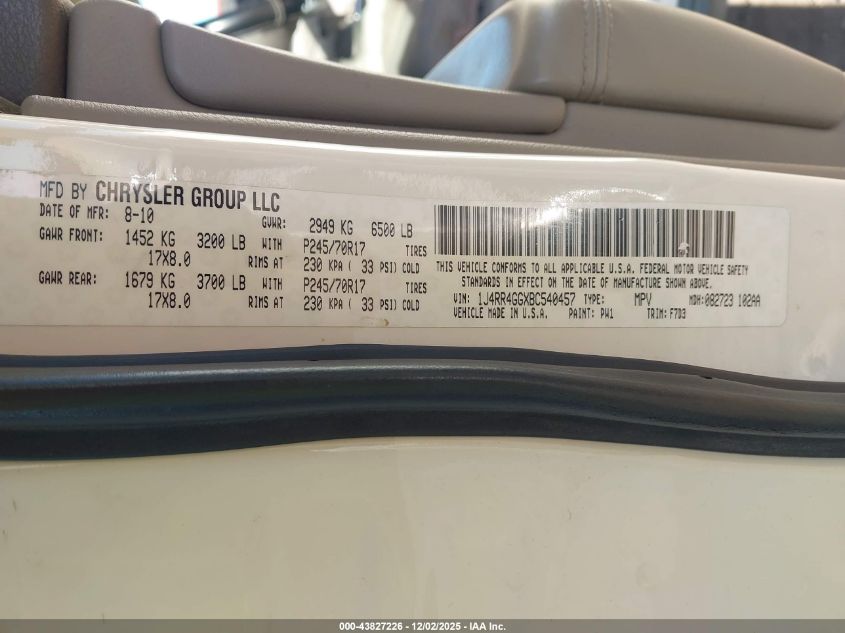 MFD BY CHRYSLER GROUP LLC
DATE OF MFR: 8-10 GVWR: 2949 KG 6500 LB
GAWR FRONT: 1452 KG 3200 LB WITH P245/70R17 TIRES
17X8.0 RIMS AT 230 KPA ( 33 PSI) COLD
GAWR REAR: 1679 KG 3700 LB WITH P245/70R17 TIRES
17X8.0 RIMS AT 230 KPA ( 33 PSI) COLD
THIS VEHICLE CONFORMS TO ALL APPLICABLE U.S.A. FEDERAL MOTOR VEHICLE SAFETY
STANDARDS IN EFFECT ON THE DATE OF MANUFACTURE SHOWN ABOVE.
VIN: 1J4RR4GGXBC540457 TYPE: MPV MDH:082723 102AA
VEHICLE MADE IN U.S.A. PAINT: PW1 TRIM: F7D3
000-43827226 - 12/02/2025 - IAA Inc.